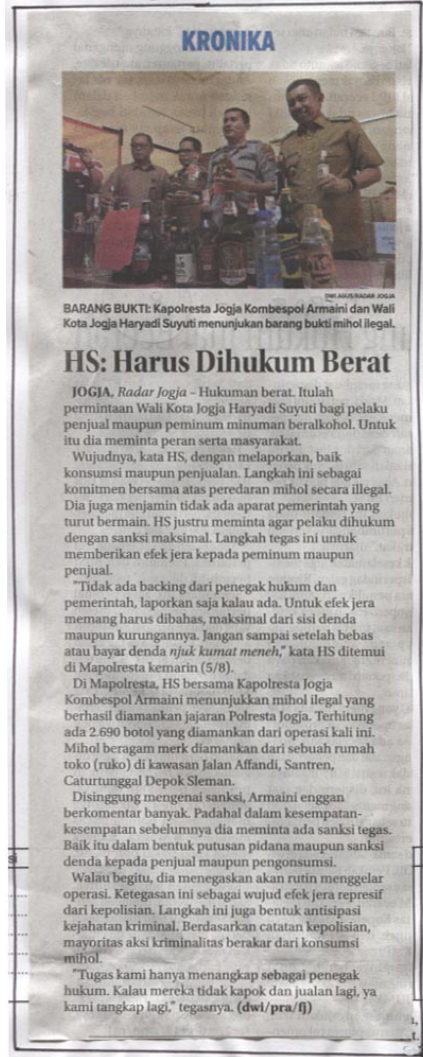 KRONIKA
DWI AGUS/RADAR JOGJA
BARANG BUKTI: Kapolresta Jogja Kombespol Armaini dan Wali
Kota Jogja Haryadi Suyuti menunjukan barang bukti mihol ilegal.
HS: Harus Dihukum Berat
JOGJA, Radar Jogja – Hukuman berat. Itulah
permintaan Wali Kota Jogja Haryadi Suyuti bagi pelaku
penjual maupun peminum minuman beralkohol. Untuk
itu dia meminta peran serta masyarakat.
Wujudnya, kata HS, dengan melaporkan, baik
konsumsi maupun penjualan. Langkah ini sebagai
komitmen bersama atas peredaran mihol secara illegal.
Dia juga menjamin tidak ada aparat pemerintah yang
turut bermain. HS justru meminta agar pelaku dihukum
dengan sanksi maksimal. Langkah tegas ini untuk
memberikan efek jera kepada peminum maupun
penjual.
"Tidak ada backing dari penegak hukum dan
pemerintah, laporkan saja kalau ada. Untuk efek jera
memang harus dibahas, maksimal dari sisi denda
maupun kurungannya. Jangan sampai setelah bebas
atau bayar denda njuk kumat meneh," kata HS ditemui
di Mapolresta kemarin (5/8).
Di Mapolresta, HS bersama Kapolresta Jogja
Kombespol Armaini menunjukkan mihol ilegal yang
berhasil diamankan jajaran Polresta Jogja. Terhitung
ada 2.690 botol yang diamankan dari operasi kali ini.
Mihol beragam merk diamankan dari sebuah rumah
toko (ruko) di kawasan Jalan Affandi, Santren,
Caturtunggal Depok Sleman.
Disinggung mengenai sanksi, Armaini enggan
berkomentar banyak. Padahal dalam kesempatan-
kesempatan sebelumnya dia meminta ada sanksi tegas.
Baik itu dalam bentuk putusan pidana maupun sanksi
denda kepada penjual maupun pengonsumsi.
Walau begitu, dia menegaskan akan rutin menggelar
operasi. Ketegasan ini sebagai wujud efek jera represif
dari kepolisian. Langkah ini juga bentuk antisipasi
kejahatan kriminal. Berdasarkan catatan kepolisian,
mayoritas aksi kriminalitas berakar dari konsumsi
mihol.
"Tugas kami hanya menangkap sebagai penegak
hukum. Kalau mereka tidak kapok dan jualan lagi, ya
kami tangkap lagi," tegasnya. (dwi/pra/fj)